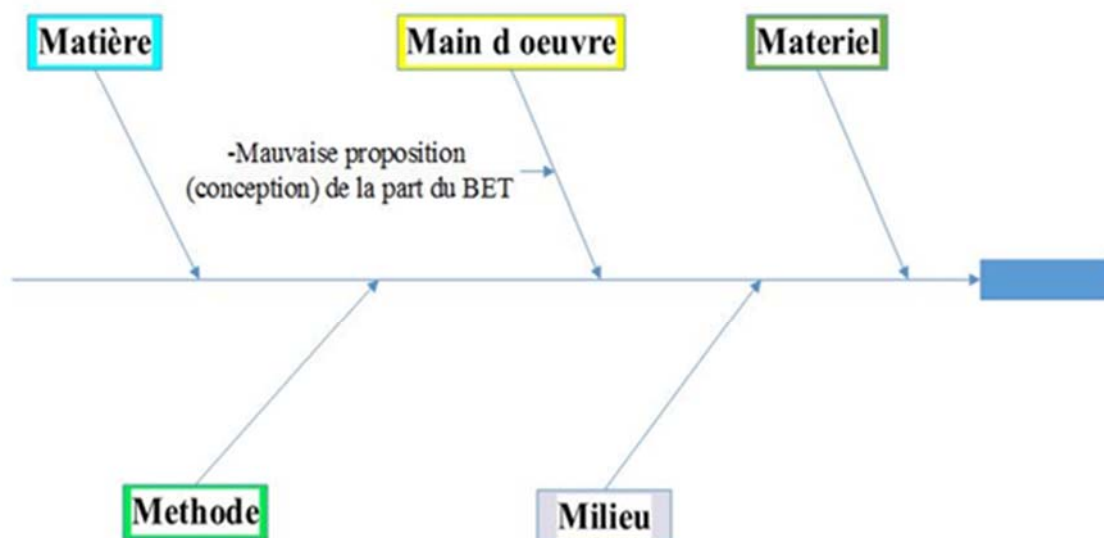 Matière
Main d oeuvre
Materiel
-Mauvaise proposition
(conception) de la part du BET
Methode
Milieu